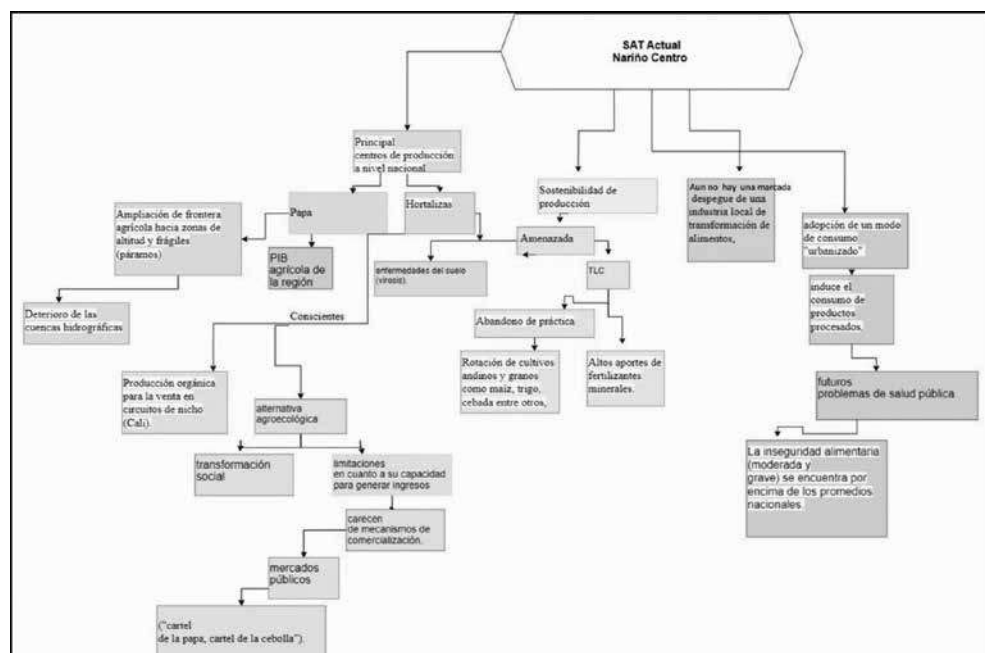 SAT Actual
Nariño Centro
Principal
centros de producción
a nivel nacional
Papa
Hortalizas
Sostenibilidad de
producción
Aun no hay una marcada
despegue de una
industria local de
transformación de
alimentos,
Ampliación de frontera
agrícola hacia zonas de
altitud y frágiles
(páramos)
PIB
agrícola de
la región
Amenazada
adopción de un modo
de consumo
"urbanizado"
enfermedades del suelo
(virosis).
TLC
Deterioro de las
cuencas hidrográficas
Conscientes
Abandono de práctica
induce el
consumo de
productos
procesados,
Producción orgánica
para la venta en
circuitos de nicho
(Cali).
alternativa
agroecológica
Rotación de cultivos
andinos y granos
como maíz, trigo,
cebada entre otros,
Altos aportes de
fertilizantes
minerales.
futuros
problemas de salud pública
transformación
social
limitaciones
en cuanto a su capacidad
para generar ingresos
La inseguridad alimentaria
(moderada y
grave) se encuentra por
encima de los promedios
nacionales.
carecen
de mecanismos de
comercialización.
mercados
públicos
("cartel
de la papa, cartel de la cebolla").